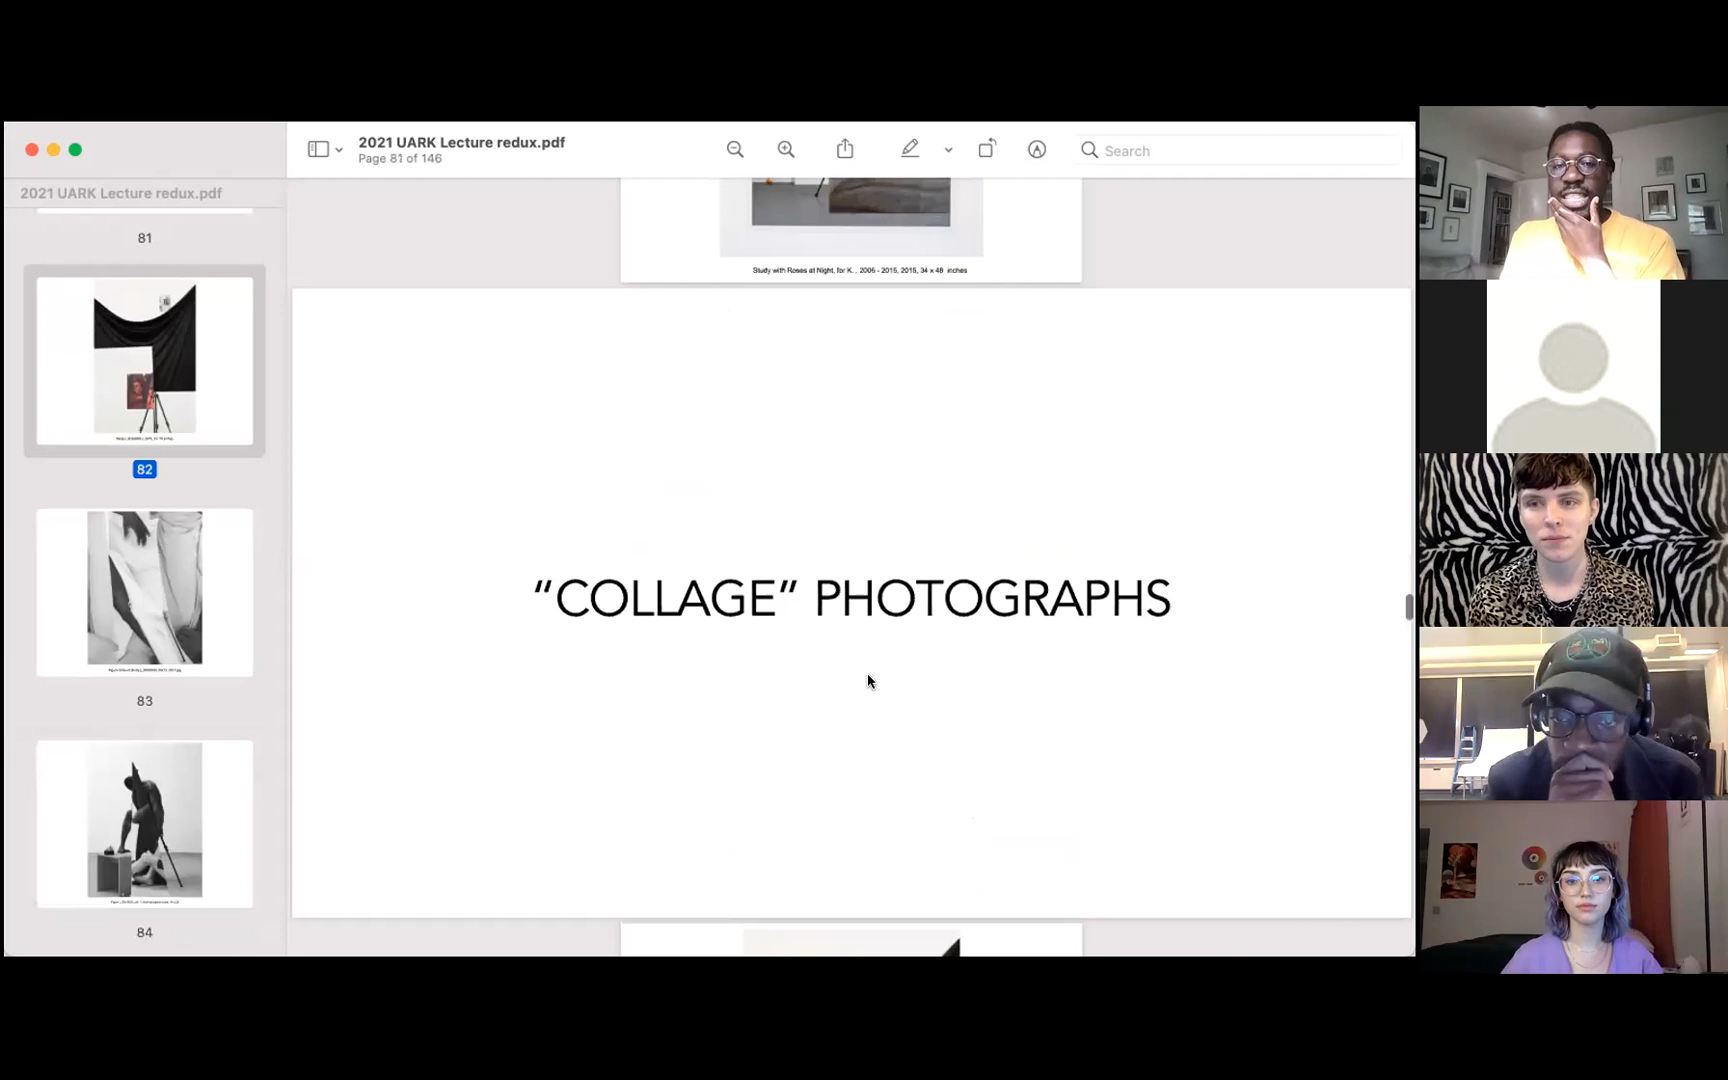 2021 UARK Lecture redux.pdf
Page 81 of 146
Search
2021 UARK Lecture redux.pdf
81
82
83
84
Study with Roses at Night, for K. , 2005 - 2015, 2015, 34 x 48 inches
“COLLAGE” PHOTOGRAPHS